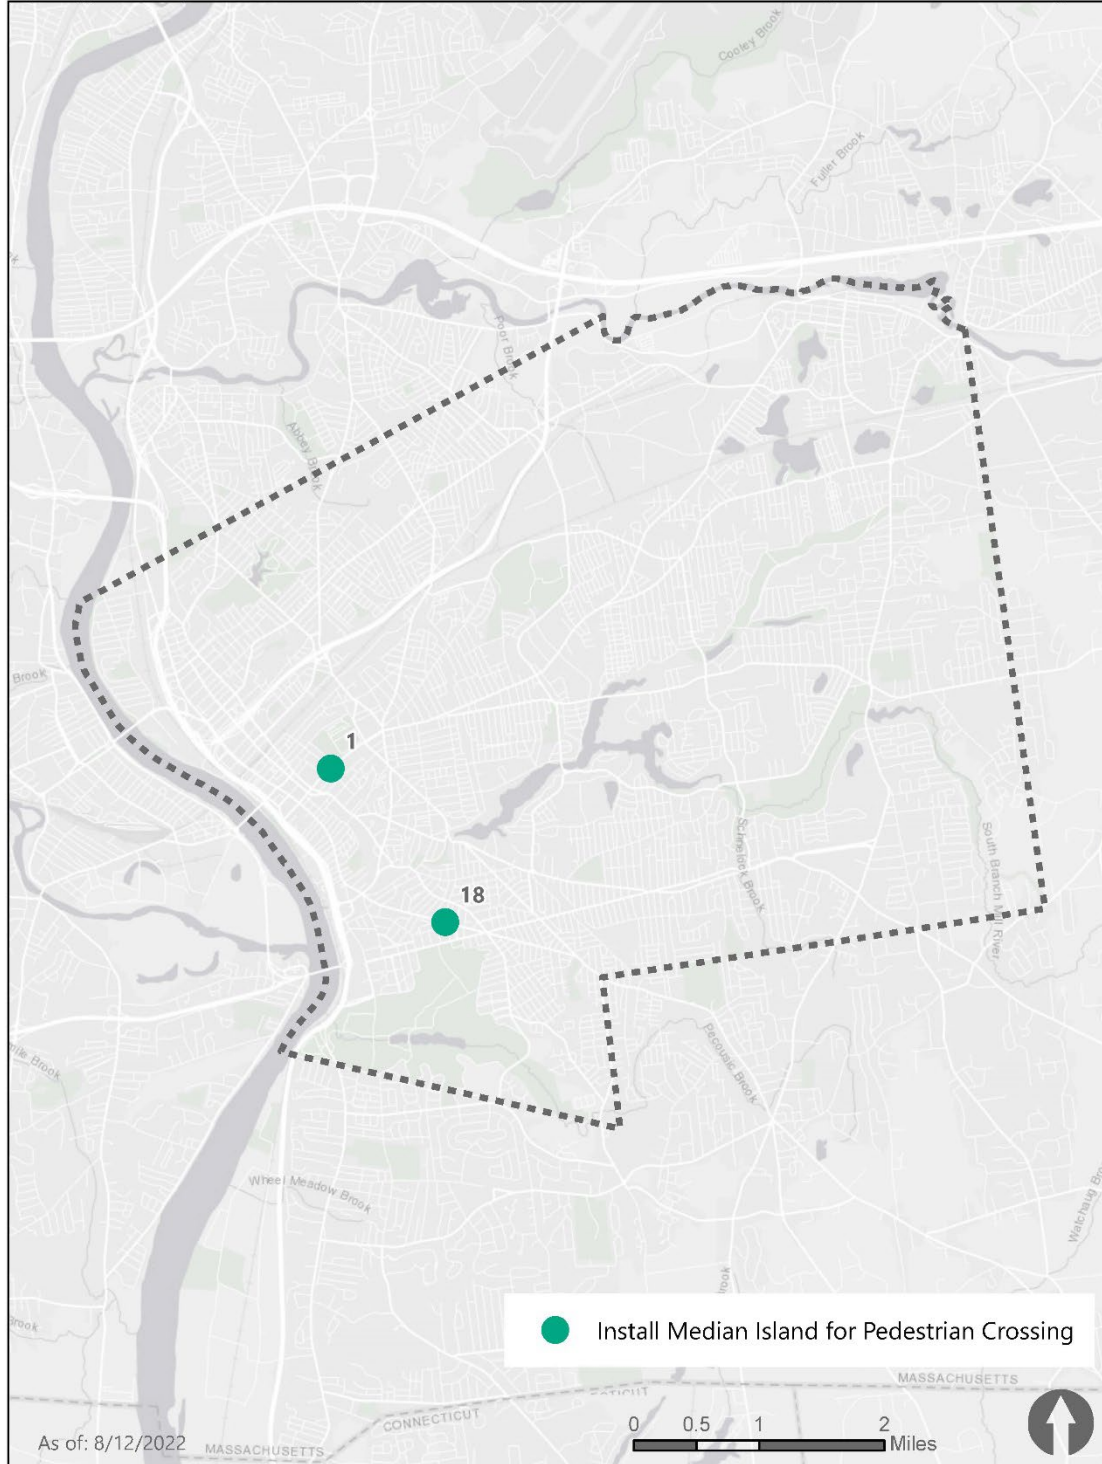 Cooley Brook
Fuller Brook
Poor Brook
Abbey Brook
Brook
1
18
Schneelock Brook
South Branch Mill River
Pecousic Brook
Wheel Meadow Brook
Brook
Install Median Island for Pedestrian Crossing
MASSACHUSETTS
CONNECTICUT
0 0.5 1 2
Miles
As of: 8/12/2022
MASSACHUSETTS